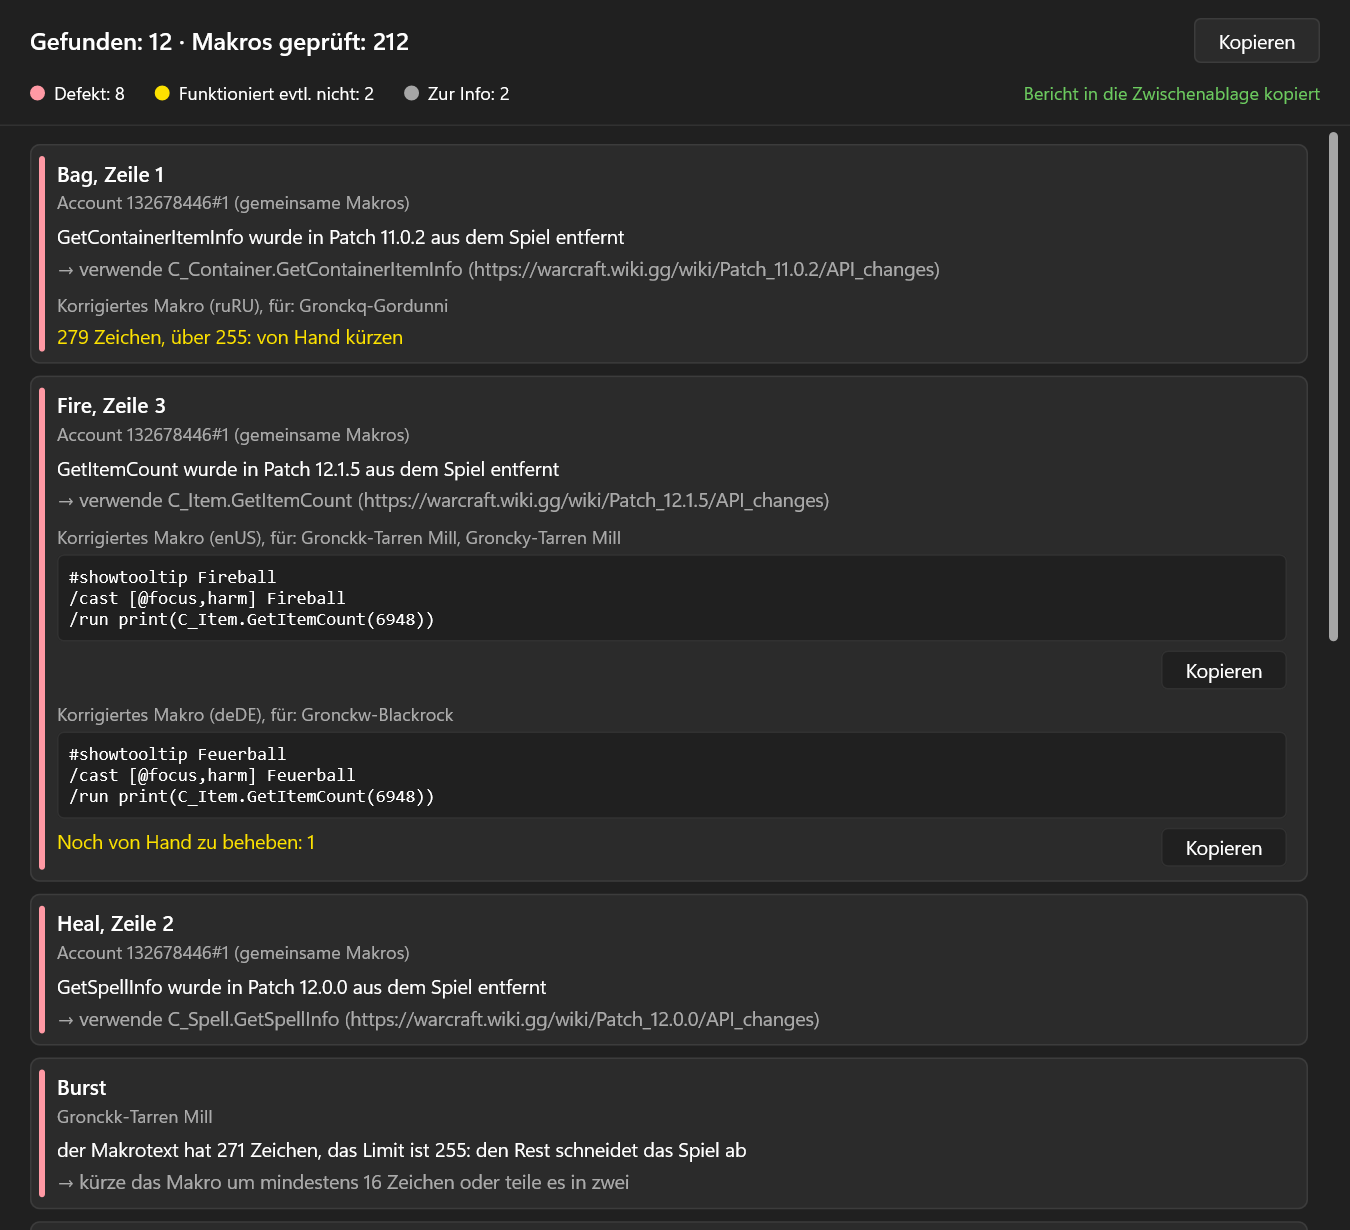 Gefunden: 12 · Makros geprüft: 212
Kopieren
Defekt: 8
Funktioniert evtl. nicht: 2
Zur Info: 2
Bericht in die Zwischenablage kopiert
Bag, Zeile 1
Account 132678446#1 (gemeinsame Makros)
GetContainerItemInfo wurde in Patch 11.0.2 aus dem Spiel entfernt
→ verwende C_Container.GetContainerItemInfo (https://warcraft.wiki.gg/wiki/Patch_11.0.2/API_changes)
Korrigiertes Makro (ruRU), für: Gronckq-Gordunni
279 Zeichen, über 255: von Hand kürzen
Fire, Zeile 3
Account 132678446#1 (gemeinsame Makros)
GetItemCount wurde in Patch 12.1.5 aus dem Spiel entfernt
→ verwende C_Item.GetItemCount (https://warcraft.wiki.gg/wiki/Patch_12.1.5/API_changes)
Korrigiertes Makro (enUS), für: Gronckk-Tarren Mill, Groncky-Tarren Mill
#showtooltip Fireball
/cast [@focus,harm] Fireball
/run print(C_Item.GetItemCount(6948))
Kopieren
Korrigiertes Makro (deDE), für: Gronckw-Blackrock
#showtooltip Feuerball
/cast [@focus,harm] Feuerball
/run print(C_Item.GetItemCount(6948))
Noch von Hand zu beheben: 1
Kopieren
Heal, Zeile 2
Account 132678446#1 (gemeinsame Makros)
GetSpellInfo wurde in Patch 12.0.0 aus dem Spiel entfernt
→ verwende C_Spell.GetSpellInfo (https://warcraft.wiki.gg/wiki/Patch_12.0.0/API_changes)
Burst
Gronckk-Tarren Mill
der Makrotext hat 271 Zeichen, das Limit ist 255: den Rest schneidet das Spiel ab
→ kürze das Makro um mindestens 16 Zeichen oder teile es in zwei